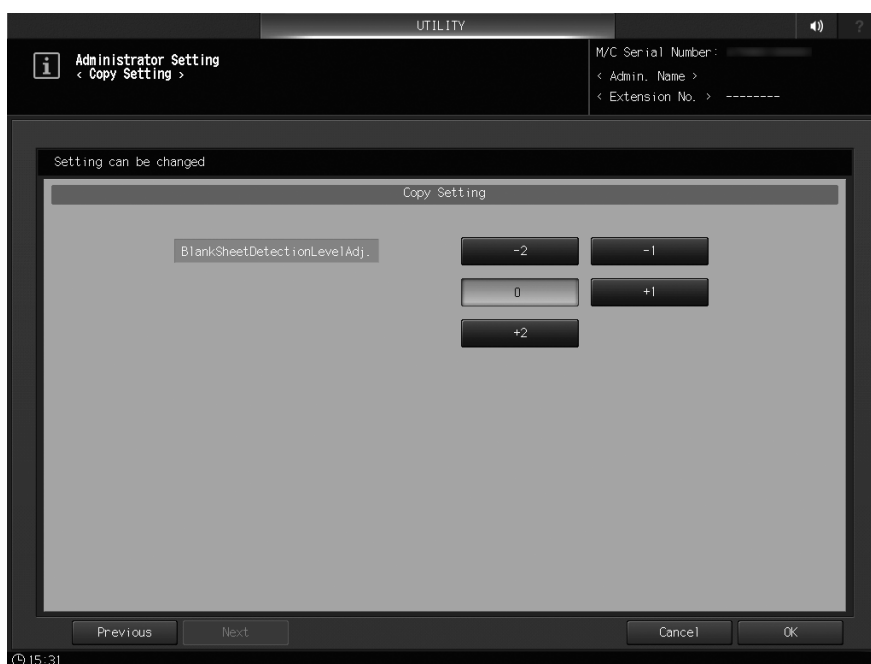 UTILITY
?
i
Administrator Setting
< Copy Setting >
M/C Serial Number:
< Admin. Name >
< Extension No. > --------
Setting can be changed
Copy Setting
BlankSheetDetectionLevelAdj.
-2 -1
0 +1
+2
Previous Next Cancel OK
15:31